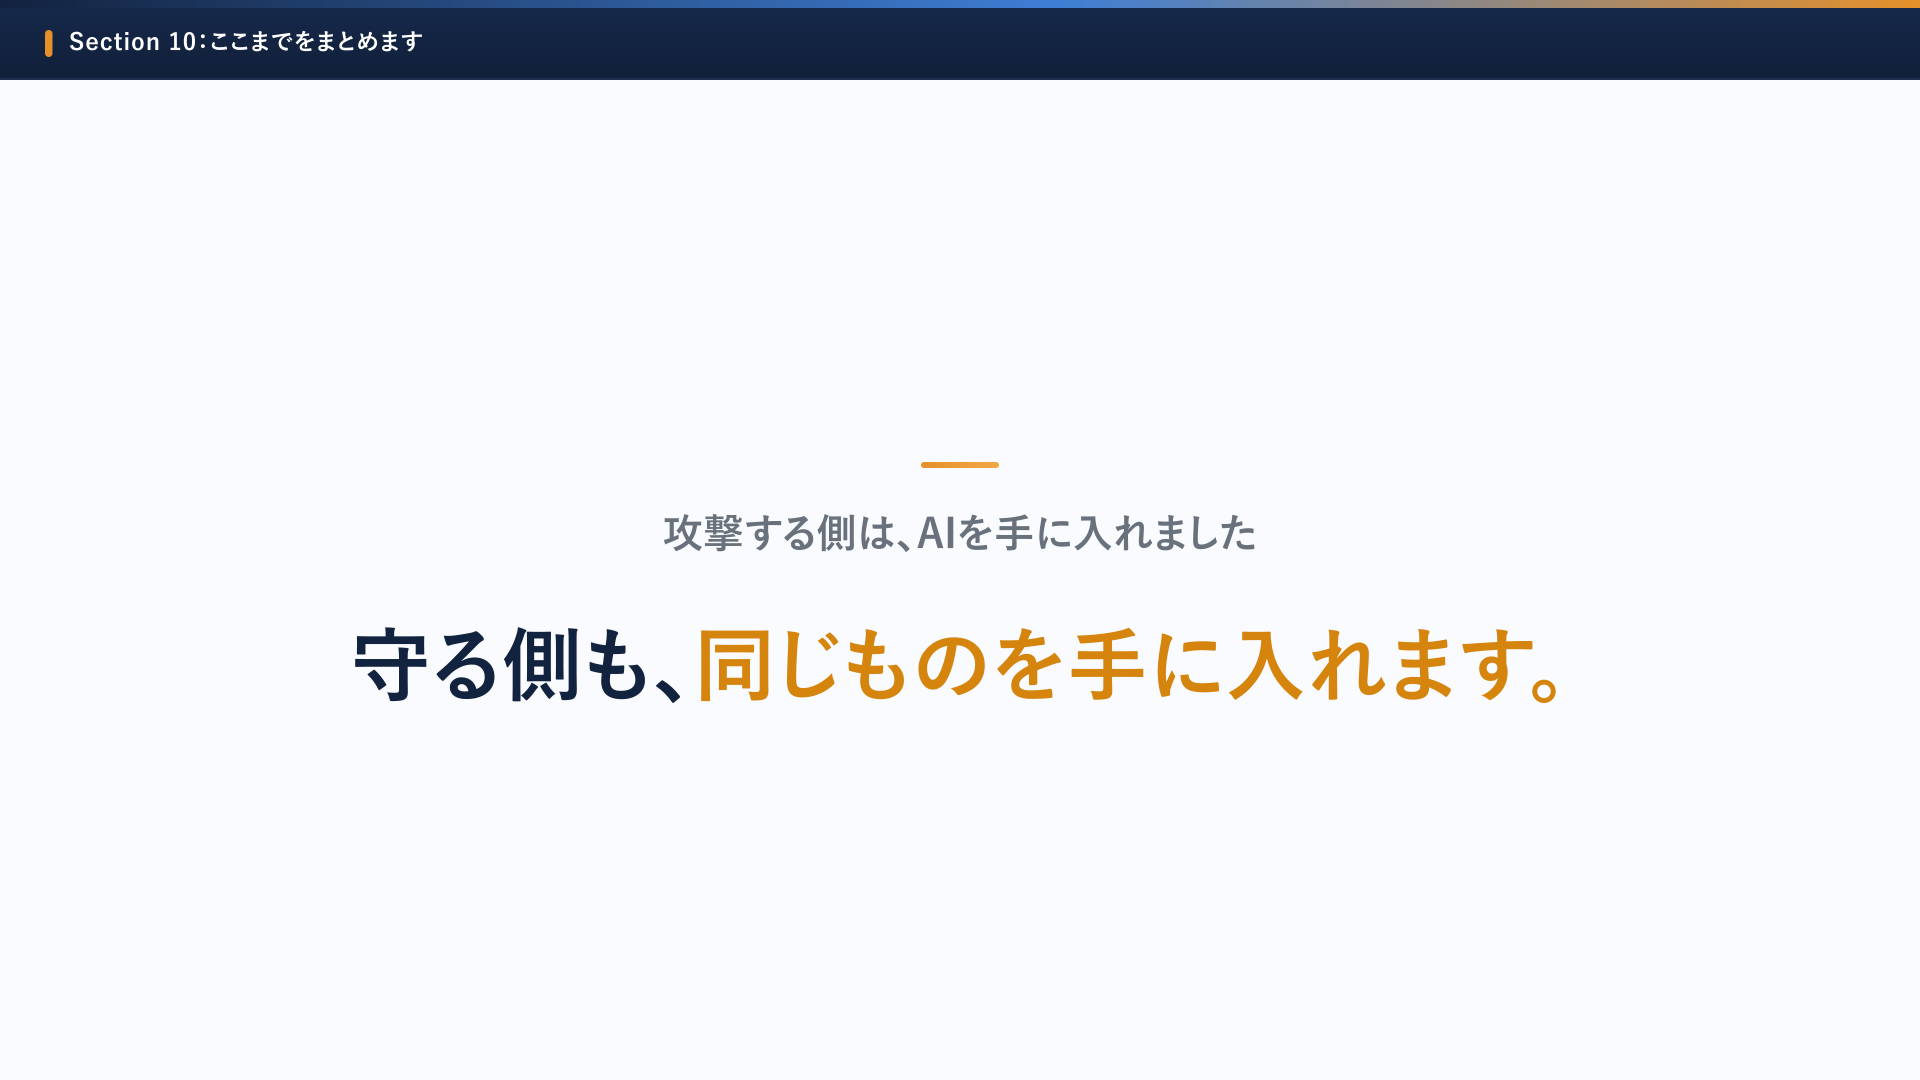 Section 10：ここまでをまとめます
攻撃する側は、AIを手に入れました
守る側も、同じものを手に入れます。